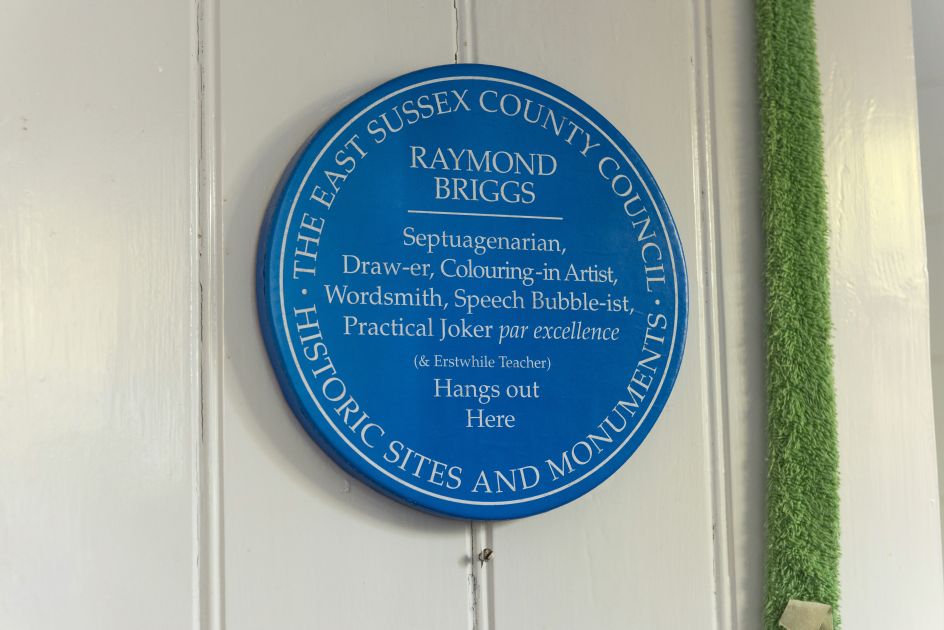 THE EAST SUSSEX COUNTY COUNCIL
RAYMOND
BRIGGS
Septuagenarian,
Draw-er, Colouring-in Artist,
Wordsmith, Speech Bubble-ist,
Practical Joker par excellence
(& Erstwhile Teacher)
Hangs out
Here
· HISTORIC SITES AND MONUMENTS ·